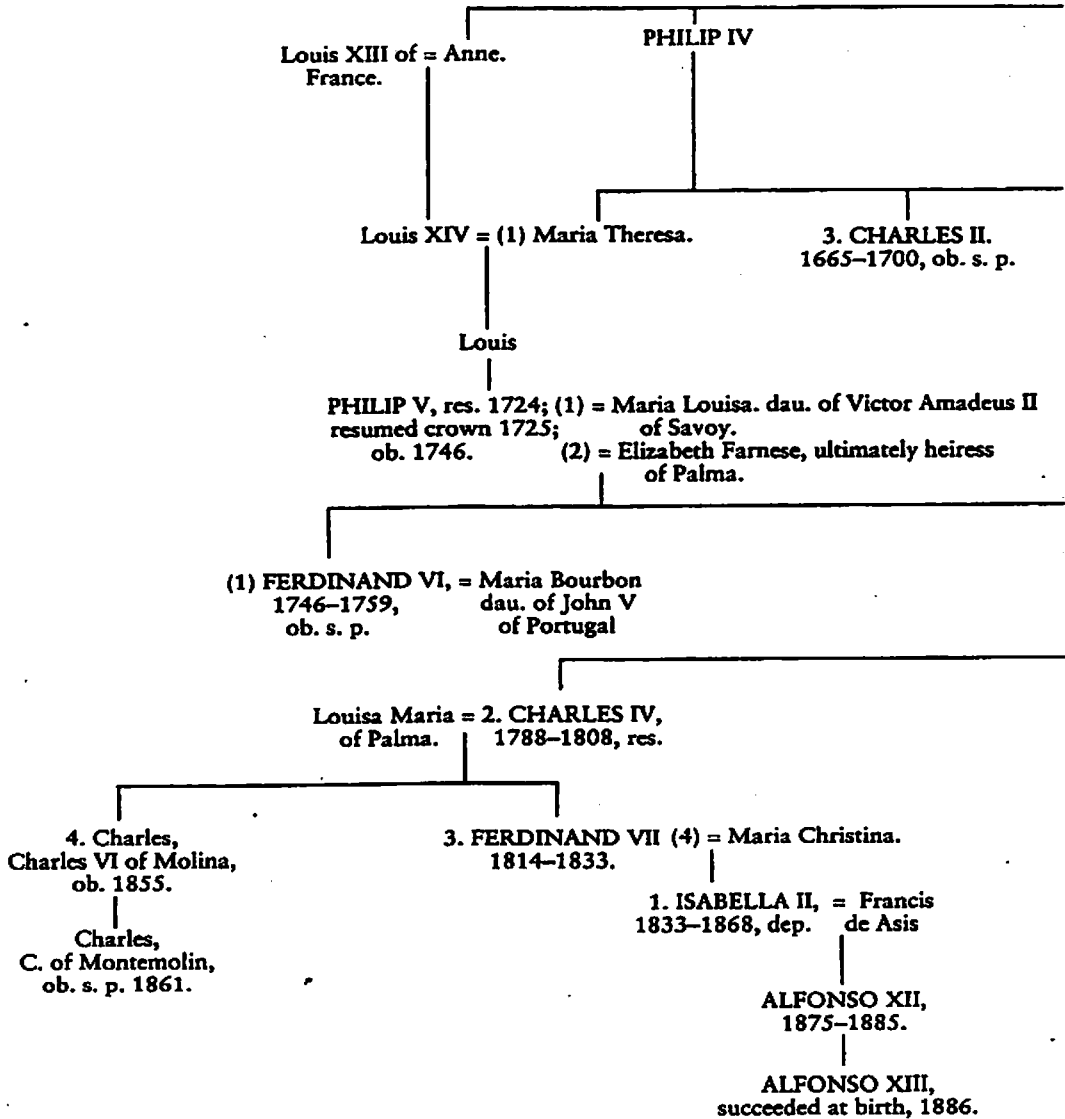 Louis XIII of = Anne.
France.
PHILIP IV
Louis XIV = (1) Maria Theresa.
3. CHARLES II.
1665–1700, ob. s. p.
Louis
PHILIP V, res. 1724; (1) = Maria Louisa. dau. of Victor Amadeus II
resumed crown 1725; of Savoy.
ob. 1746. (2) = Elizabeth Farnese, ultimately heiress
of Palma.
(1) FERDINAND VI, = Maria Bourbon
1746–1759, dau. of John V
ob. s. p. of Portugal
Louisa Maria = 2. CHARLES IV,
of Palma. 1788–1808, res.
4. Charles,
Charles VI of Molina,
ob. 1855.
3. FERDINAND VII (4) = Maria Christina.
1814–1833.
Charles,
C. of Montemolin,
ob. s. p. 1861.
1. ISABELLA II, = Francis
1833–1868, dep. de Asis
ALFONSO XII,
1875–1885.
ALFONSO XIII,
succeeded at birth, 1886.